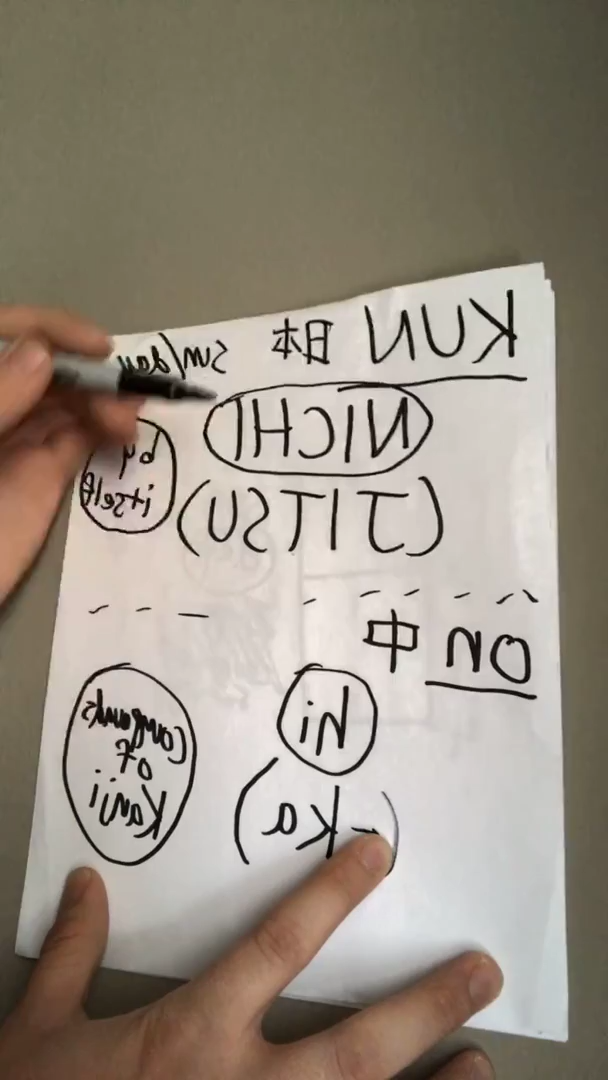 KUN 日本 sun/day
NICHI
(JITSU)
by
itself
ON 中
hi
(-ka)
compounds
of
Kanji